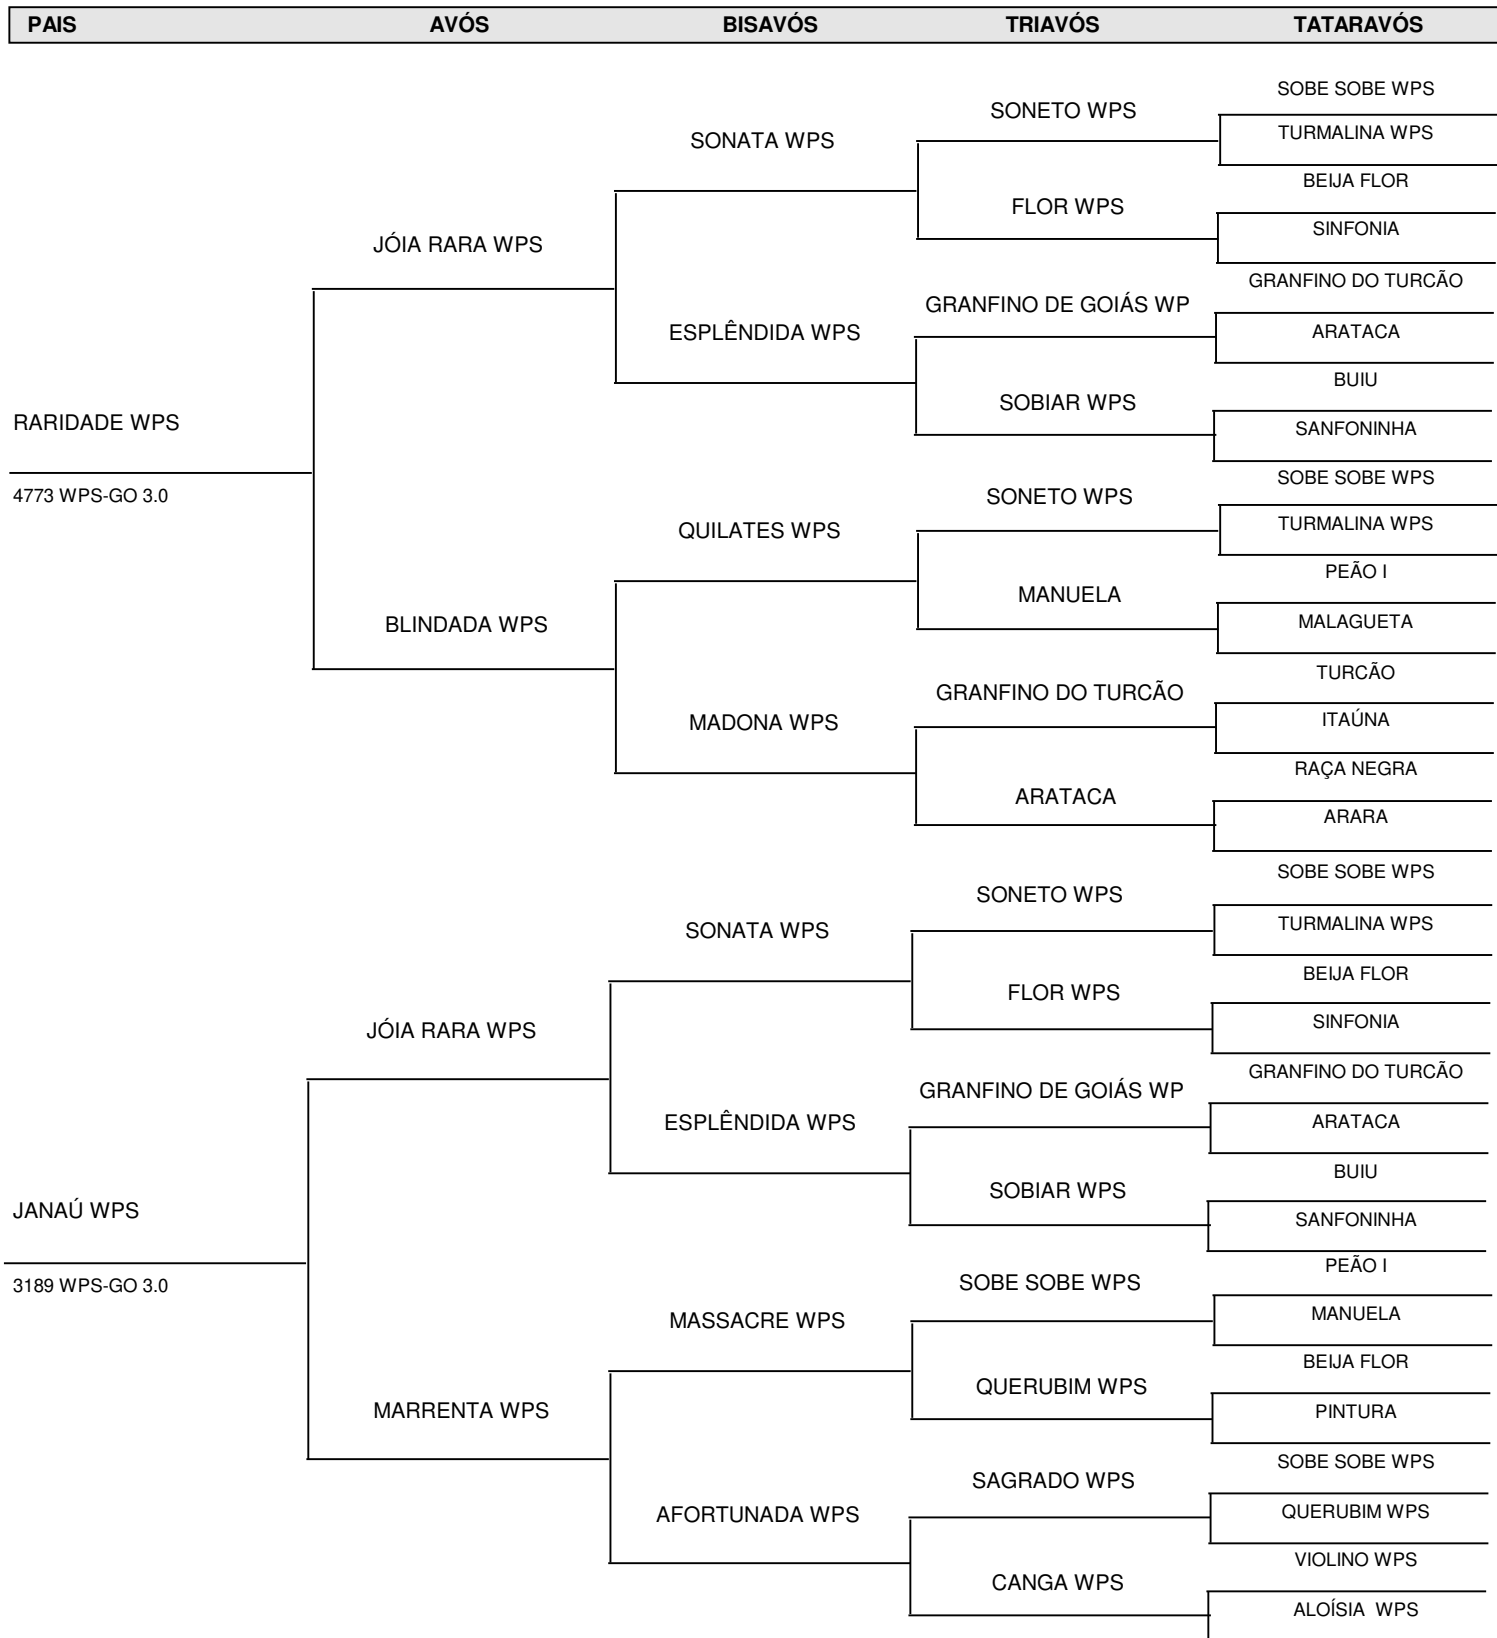 PAIS AVÓS BISAVÓS TRIAVÓS TATARAVÓS
SOBE SOBE WPS
SONETO WPS
TURMALINA WPS
SONATA WPS
BEIJA FLOR
FLOR WPS
SINFONIA
JÓIA RARA WPS
GRANFINO DO TURCÃO
GRANFINO DE GOIÁS WP
ARATACA
ESPLÊNDIDA WPS
BUIU
SOBIAR WPS
SANFONINHA
RARIDADE WPS
4773 WPS-GO 3.0
SOBE SOBE WPS
SONETO WPS
TURMALINA WPS
QUILATES WPS
PEÃO I
MANUELA
MALAGUETA
BLINDADA WPS
TURCÃO
GRANFINO DO TURCÃO
ITAÚNA
MADONA WPS
RAÇA NEGRA
ARATACA
ARARA
SOBE SOBE WPS
SONETO WPS
TURMALINA WPS
SONATA WPS
BEIJA FLOR
FLOR WPS
SINFONIA
JÓIA RARA WPS
GRANFINO DO TURCÃO
GRANFINO DE GOIÁS WP
ARATACA
ESPLÊNDIDA WPS
BUIU
SOBIAR WPS
SANFONINHA
JANAÚ WPS
3189 WPS-GO 3.0
PEÃO I
SOBE SOBE WPS
MANUELA
MASSACRE WPS
BEIJA FLOR
QUERUBIM WPS
PINTURA
MARRENTA WPS
SOBE SOBE WPS
SAGRADO WPS
QUERUBIM WPS
AFORTUNADA WPS
VIOLINO WPS
CANGA WPS
ALOÍSIA WPS